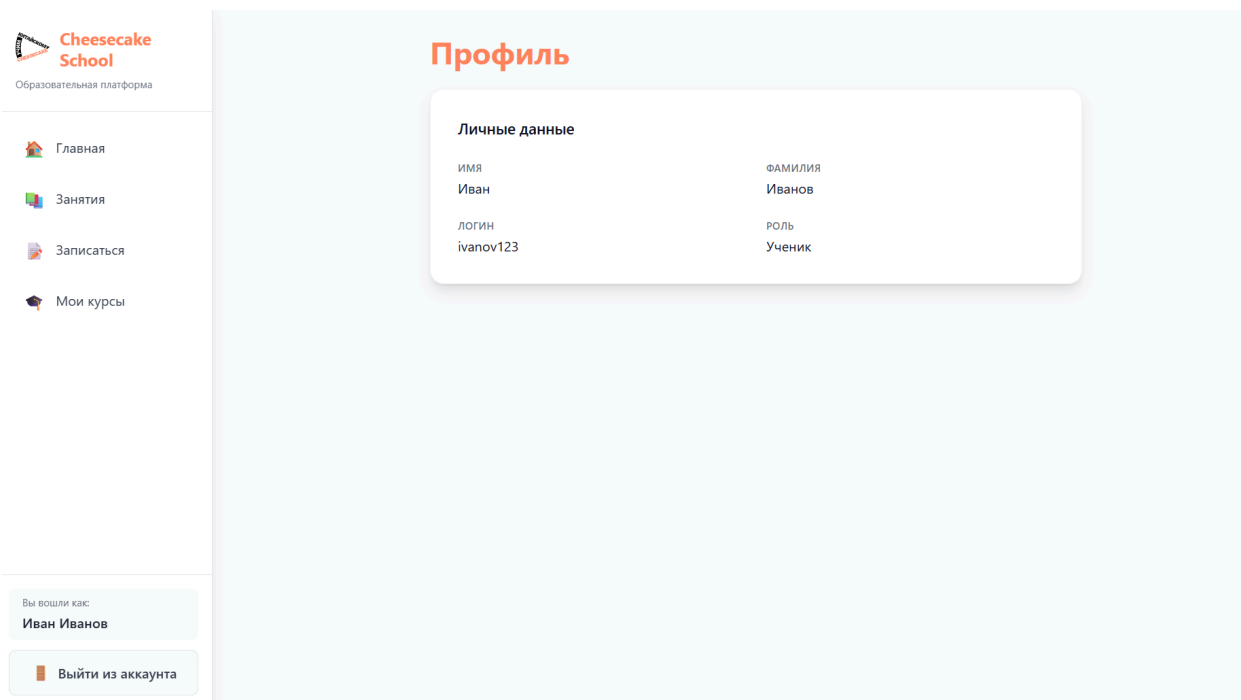 Cheesecake
School
Образовательная платформа
Главная
Занятия
Записаться
Мои курсы
Вы вошли как:
Иван Иванов
Выйти из аккаунта
Профиль
Личные данные
ИМЯ
Иван
ФАМИЛИЯ
Иванов
ЛОГИН
ivanov123
РОЛЬ
Ученик